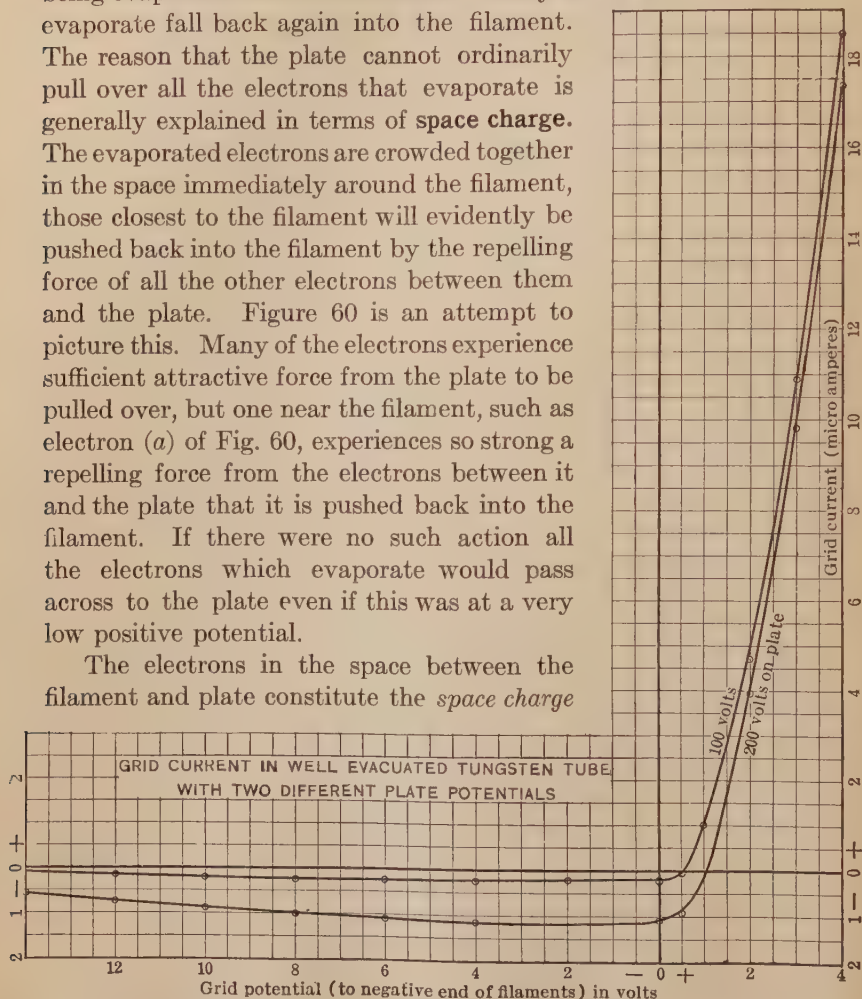 evaporate fall back again into the filament.
The reason that the plate cannot ordinarily
pull over all the electrons that evaporate is
generally explained in terms of space charge.
The evaporated electrons are crowded together
in the space immediately around the filament,
those closest to the filament will evidently be
pushed back into the filament by the repelling
force of all the other electrons between them
and the plate. Figure 60 is an attempt to
picture this. Many of the electrons experience
sufficient attractive force from the plate to be
pulled over, but one near the filament, such as
electron (a) of Fig. 60, experiences so strong a
repelling force from the electrons between it
and the plate that it is pushed back into the
filament. If there were no such action all
the electrons which evaporate would pass
across to the plate even if this was at a very
low positive potential.
The electrons in the space between the
filament and plate constitute the space charge
18
16
14
12
10
8
6
4
2
+
0
−
1
2
Grid current (micro amperes)
100 volts
200 volts on plate
GRID CURRENT IN WELL EVACUATED TUNGSTEN TUBE
WITH TWO DIFFERENT PLATE POTENTIALS
2
+
0
−
1
2
12 10 8 6 4 2 − 0 + 2 4
Grid potential (to negative end of filaments) in volts